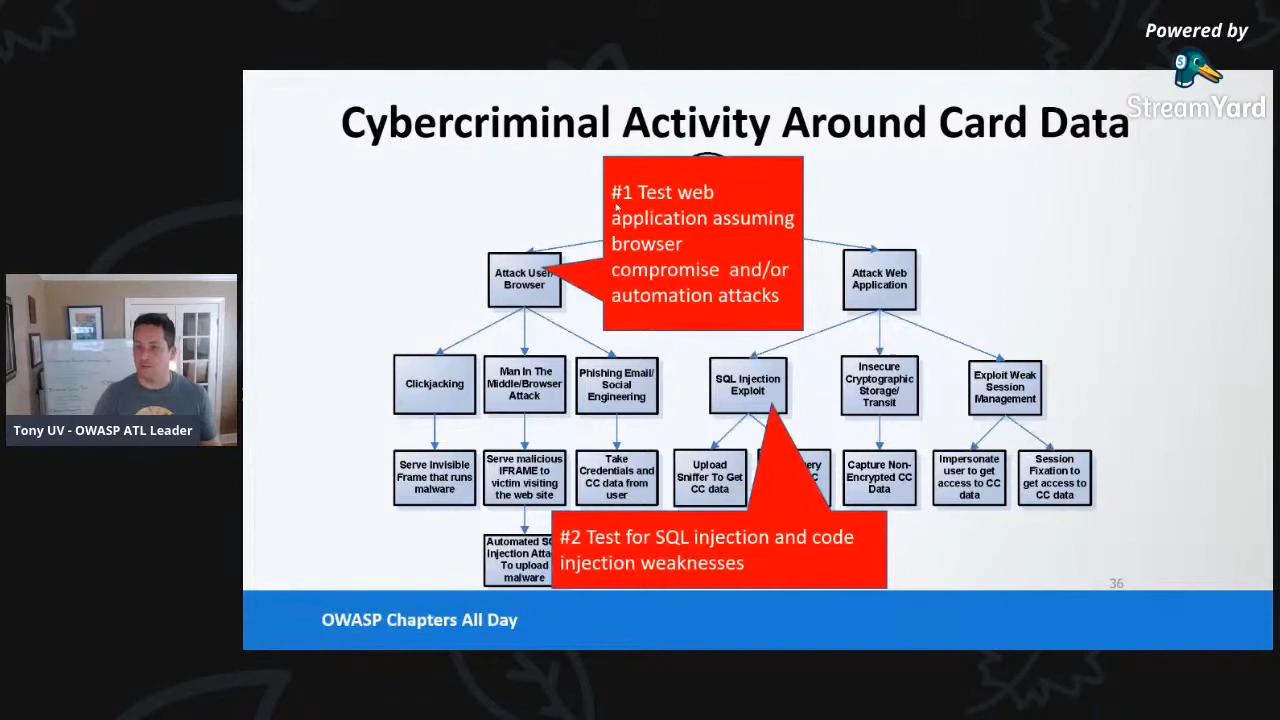 Powered by
StreamYard
Cybercriminal Activity Around Card Data
#1 Test web
application assuming
browser
compromise and/or
automation attacks
Attack User
Browser
Attack Web
Application
Clickjacking
Man In The
Middle/Browser
Attack
Phishing Email/
Social
Engineering
SQL Injection
Exploit
Insecure
Cryptographic
Storage/
Transit
Exploit Weak
Session
Management
Serve Invisible
Frame that runs
malware
Serve malicious
IFRAME to
victim visiting
the web site
Take
Credentials and
CC data from
user
Upload
Sniffer To Get
CC data
Capture Non-
Encrypted CC
Data
Impersonate
user to get
access to CC
data
Session
Fixation to
get access to
CC data
Automated
Injection
To upload
malware
#2 Test for SQL injection and code
injection weaknesses
36
OWASP Chapters All Day
Tony UV - OWASP ATL Leader